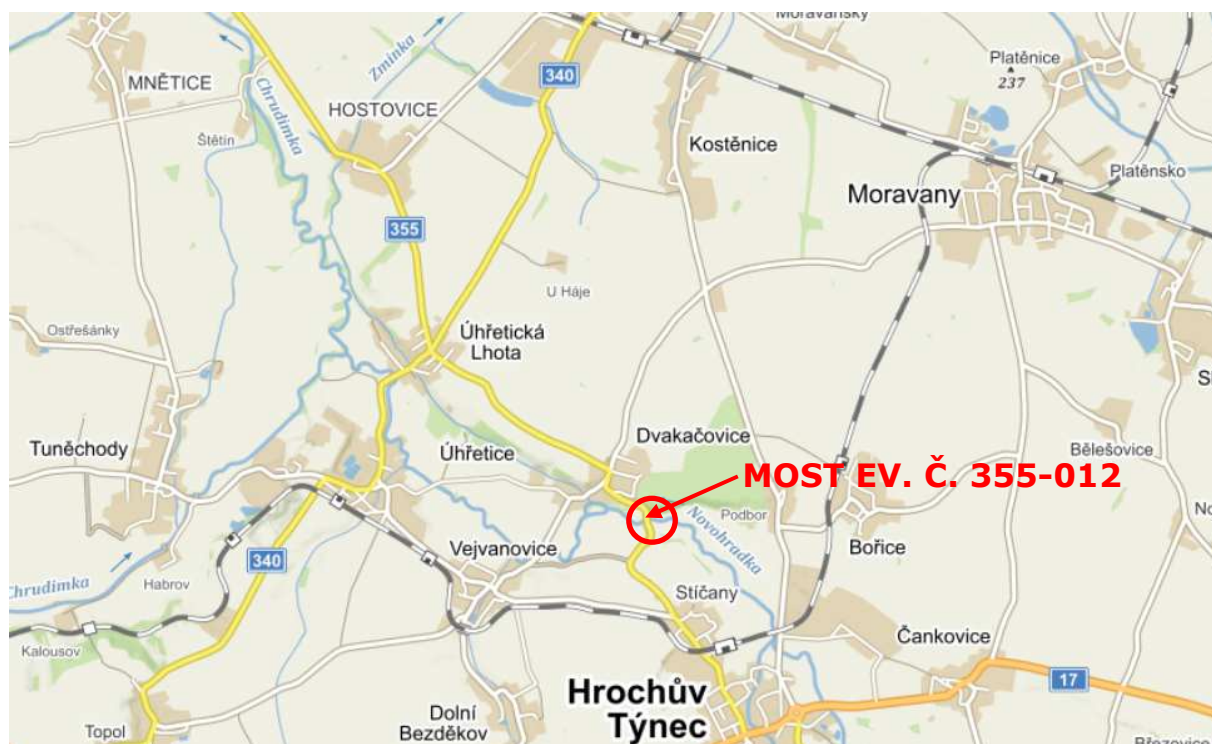 Moravanský
Platěnice
237
340
MNĚTICE
Chrudimka
Zmínka
HOSTOVICE
Štětín
Kostěnice
Platěnsko
Moravany
355
U Háje
Ostřešánky
Úhřetická
Lhota
Dvakačovice
Tuněchody
Úhřetice
Bělešovice
MOST EV. Č. 355-012
Podbor
Novohradka
Bořice
Vejvanovice
340
Chrudimka
Habrov
Stíčany
Čankovice
Kalousov
17
Hrochův
Týnec
Dolní
Bezděkov
Topol
Březovice